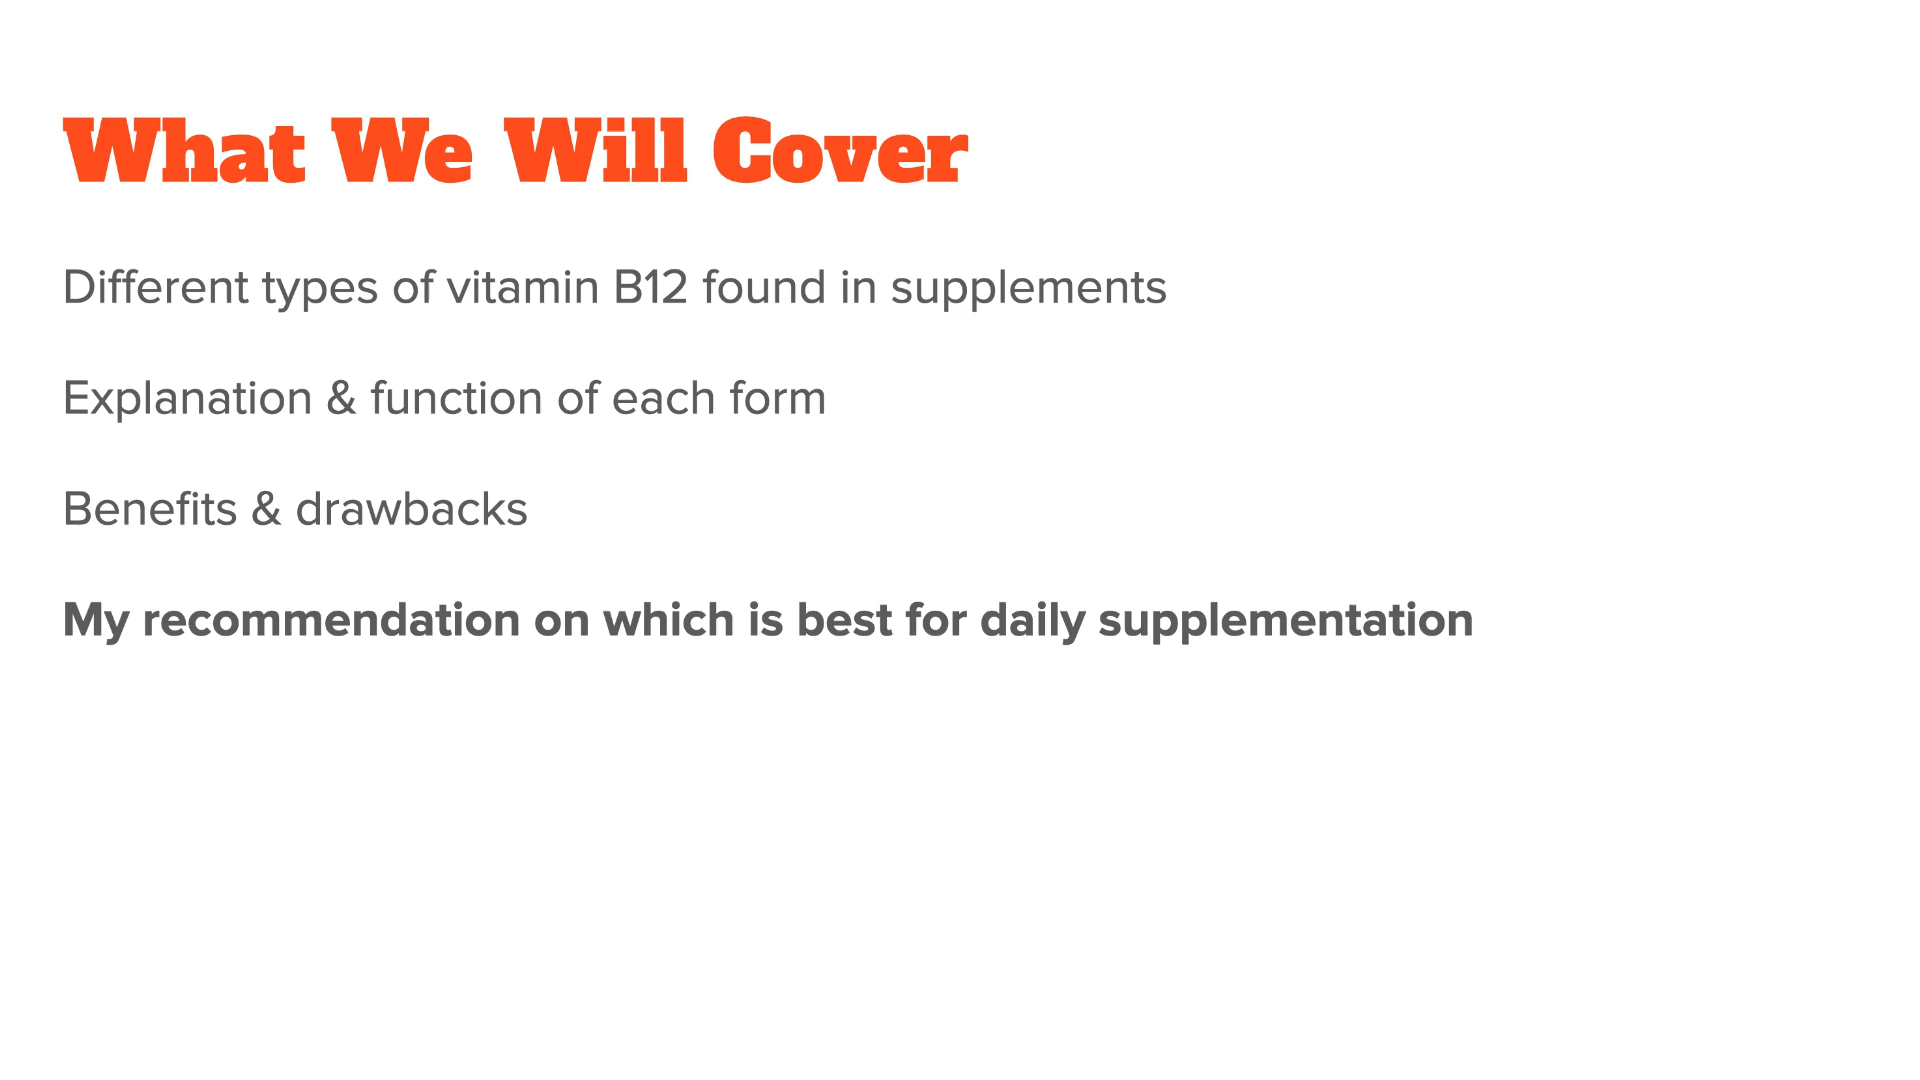 What We Will Cover
Different types of vitamin B12 found in supplements
Explanation & function of each form
Benefits & drawbacks
My recommendation on which is best for daily supplementation